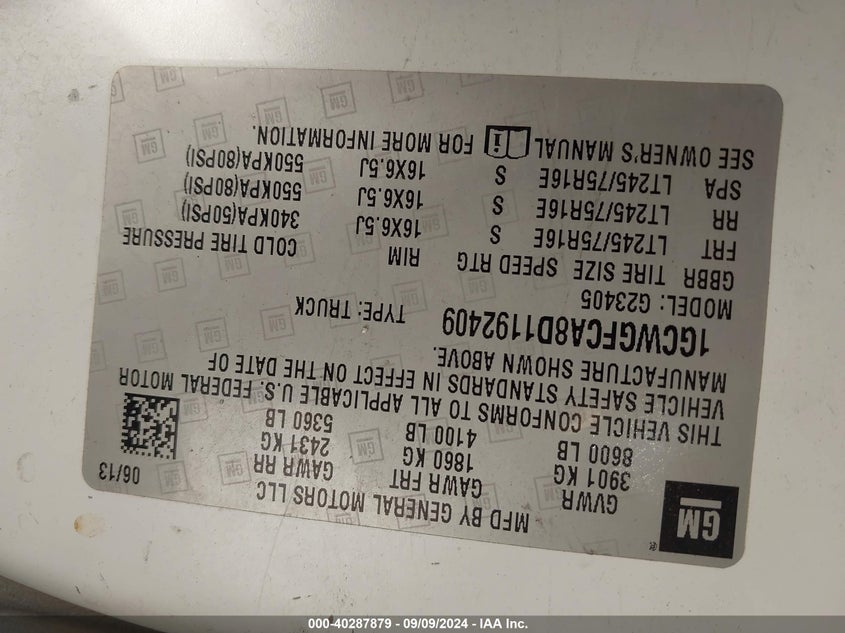 GM
MFD BY GENERAL MOTORS LLC
06/13
GVWR GAWR FRT GAWR RR
3901 KG 1860 KG 2431 KG
8600 LB 4100 LB 5360 LB
THIS VEHICLE CONFORMS TO ALL APPLICABLE U.S. FEDERAL MOTOR
VEHICLE SAFETY STANDARDS IN EFFECT ON THE DATE OF
MANUFACTURE SHOWN ABOVE.
1GCWGFCA8D1192409 TYPE: TRUCK
MODEL: G23405
GBBR TIRE SIZE SPEED RTG RIM COLD TIRE PRESSURE
FRT LT245/75R16E S 16X6.5J 340KPA(50PSI)
RR LT245/75R16E S 16X6.5J 550KPA(80PSI)
SPA LT245/75R16E S 16X6.5J 550KPA(80PSI)
SEE OWNER'S MANUAL i FOR MORE INFORMATION.
000-40287879 - 09/09/2024 - IAA Inc.